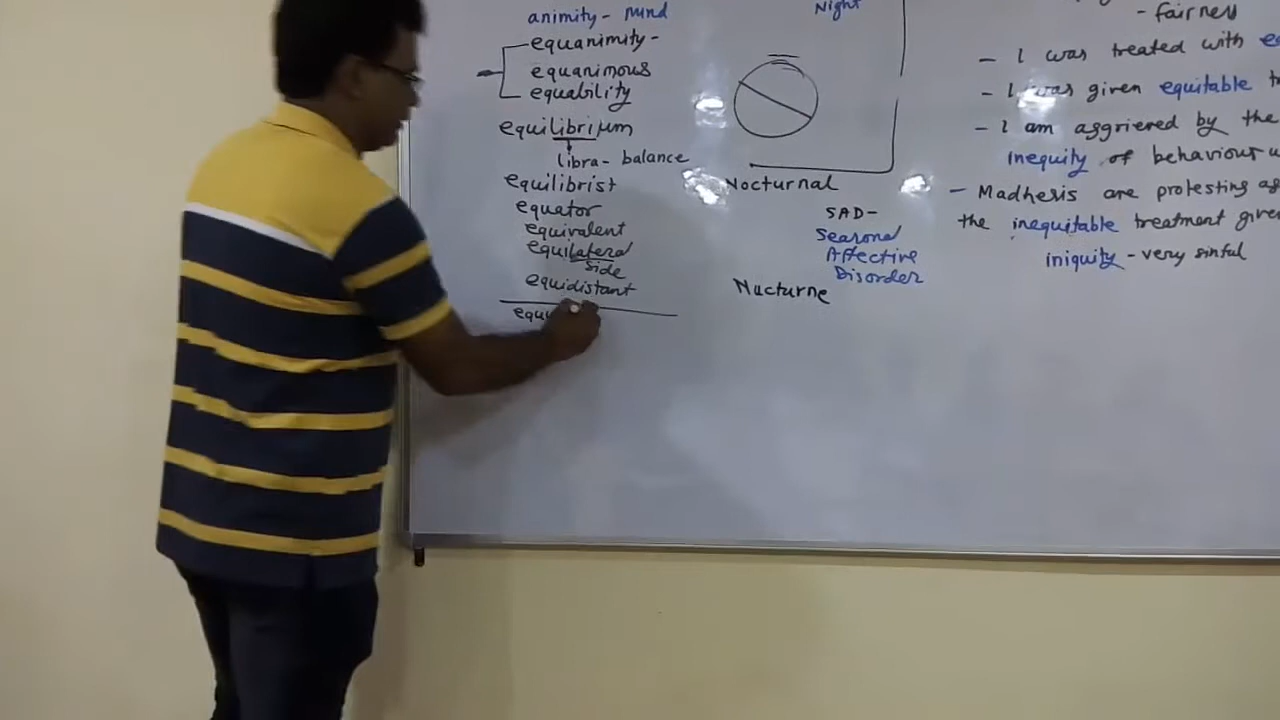 animity - mind
equanimity -
equanimous
equability
equilibrium
libra - balance
equilibrist
equator
equivalent
equilateral
side
equidistant
equ
Night
Nocturnal
SAD -
Seasonal
Affective
Disorder
Nucturne
- fairness
- I was treated with
- I was given equitable
- I am aggrieved by the
inequity of behaviour
- Madhesis are protesting
the inequitable treatment
iniquity - very sinful